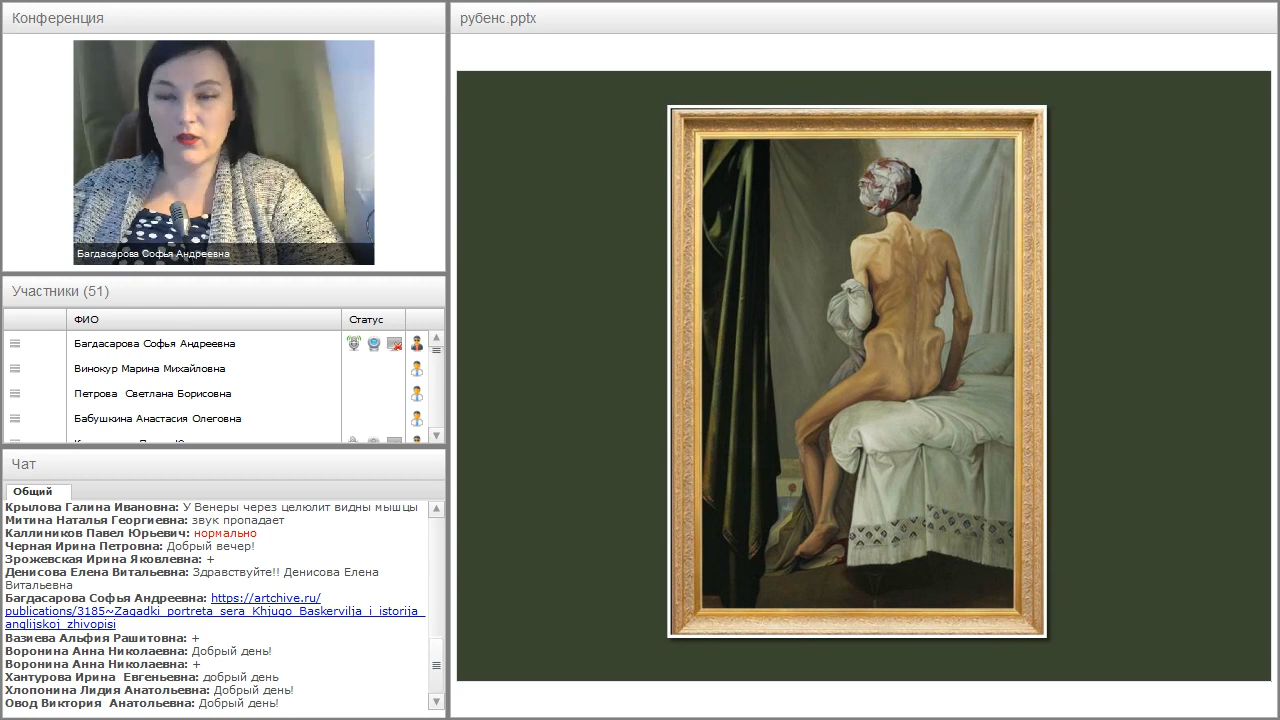 Конференция
Багдасарова Софья Андреевна
Участники (51)
ФИО Статус
Багдасарова Софья Андреевна
Винокур Марина Михайловна
Петрова Светлана Борисовна
Бабушкина Анастасия Олеговна
Чат
Общий
Крылова Галина Ивановна: У Венеры через целюлит видны мышцы
Митина Наталья Георгиевна: звук пропадает
Каллиников Павел Юрьевич: нормально
Черная Ирина Петровна: Добрый вечер!
Зрожевская Ирина Яковлевна: +
Денисова Елена Витальевна: Здравствуйте!! Денисова Елена
Витальевна
Багдасарова Софья Андреевна: https://artchive.ru/
publications/3185~Zagadki_portreta_sera_Khjugo_Baskervilja_i_istorija_
anglijskoj_zhivopisi
Вазиева Альфия Рашитовна: +
Воронина Анна Николаевна: Добрый день!
Воронина Анна Николаевна: +
Хантурова Ирина Евгеньевна: добрый день
Хлопонина Лидия Анатольевна: Добрый день!
Овод Виктория Анатольевна: Добрый день!
рубенс.pptx